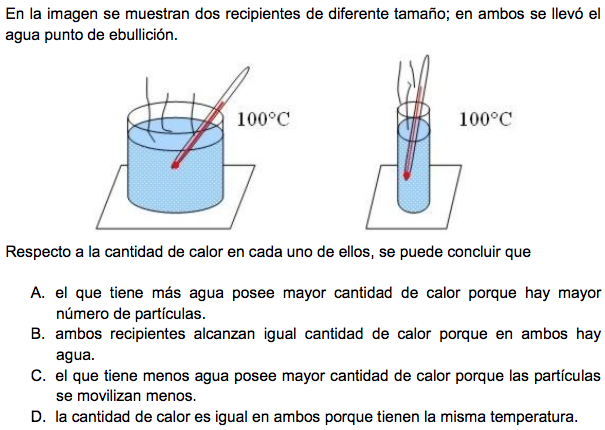 En la imagen se muestran dos recipientes de diferente tamaño; en ambos se llevó el
agua punto de ebullición.
100°C
100°C
Respecto a la cantidad de calor en cada uno de ellos, se puede concluir que
A. el que tiene más agua posee mayor cantidad de calor porque hay mayor
número de partículas.
B. ambos recipientes alcanzan igual cantidad de calor porque en ambos hay
agua.
C. el que tiene menos agua posee mayor cantidad de calor porque las partículas
se movilizan menos.
D. la cantidad de calor es igual en ambos porque tienen la misma temperatura.